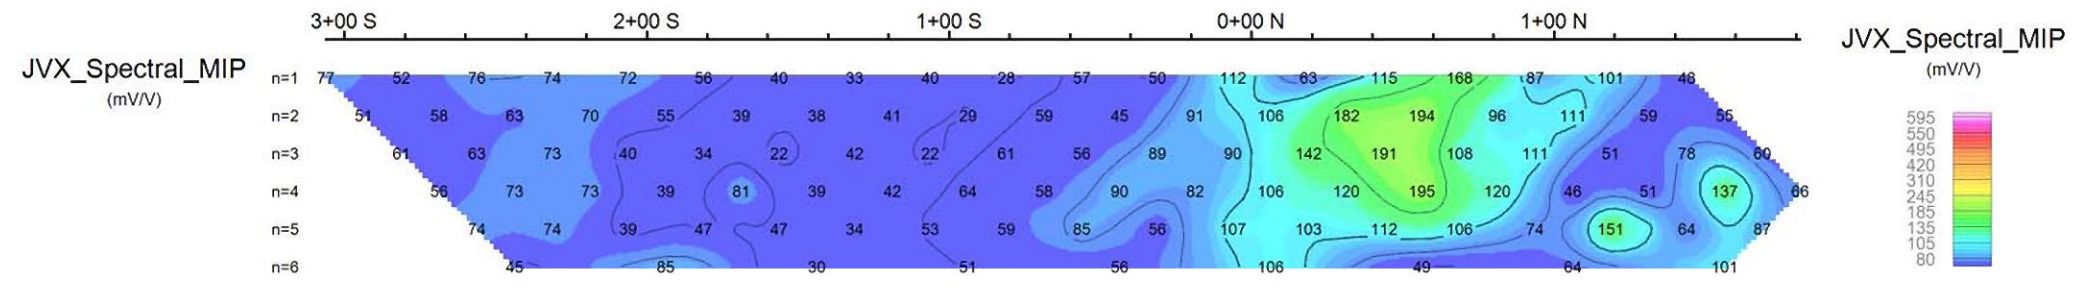 3+00 S 2+00 S 1+00 S 0+00 N 1+00 N
JVX_Spectral_MIP
(mV/V)
n=1 77 52 76 74 72 56 40 33 40 28 57 50 112 63 115 168 87 101 48
n=2 51 58 63 70 55 39 38 41 29 59 45 91 106 182 194 96 111 59 55
n=3 61 63 73 40 34 22 42 22 61 56 89 90 142 191 108 111 51 78 60
n=4 56 73 73 39 81 39 42 64 58 90 82 106 120 195 120 46 51 137 66
n=5 74 74 39 47 47 34 53 59 85 56 107 103 112 106 74 151 64 87
n=6 45 85 30 51 56 106 49 64 101
JVX_Spectral_MIP
(mV/V)
595
550
495
420
310
245
185
135
105
80